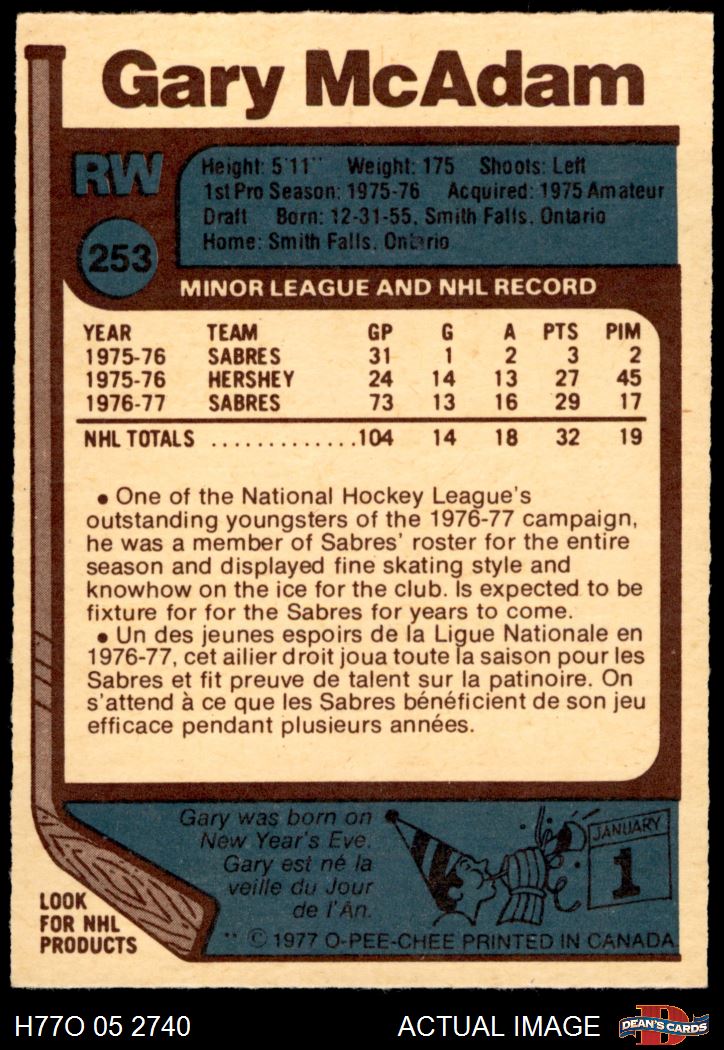 Gary McAdam
RW
Height: 5'11" Weight: 175 Shoots: Left
1st Pro Season: 1975-76 Acquired: 1975 Amateur
Draft Born: 12-31-55, Smith Falls, Ontario
Home: Smith Falls, Ontario
253
MINOR LEAGUE AND NHL RECORD
YEAR TEAM GP G A PTS PIM
1975-76 SABRES 31 1 2 3 2
1975-76 HERSHEY 24 14 13 27 45
1976-77 SABRES 73 13 16 29 17
NHL TOTALS .............104 14 18 32 19
● One of the National Hockey League's
outstanding youngsters of the 1976-77 campaign,
he was a member of Sabres' roster for the entire
season and displayed fine skating style and
knowhow on the ice for the club. Is expected to be
fixture for for the Sabres for years to come.
● Un des jeunes espoirs de la Ligue Nationale en
1976-77, cet ailier droit joua toute la saison pour les
Sabres et fit preuve de talent sur la patinoire. On
s'attend à ce que les Sabres bénéficient de son jeu
efficace pendant plusieurs années.
Gary was born on
New Year's Eve.
Gary est né la
veille du Jour
de l'An.
JANUARY
1
LOOK
FOR NHL
PRODUCTS
** © 1977 O-PEE-CHEE PRINTED IN CANADA
H77O 05 2740
ACTUAL IMAGE
D
DEAN'S CARDS